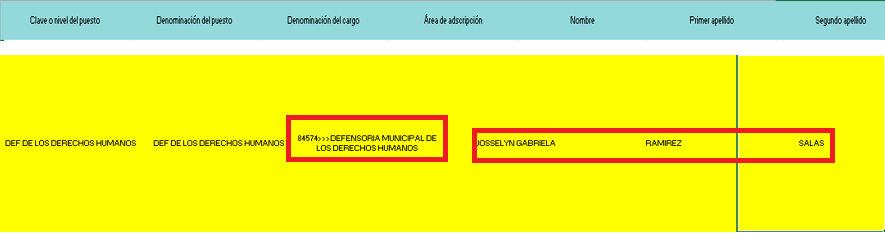 Clave o nivel del puesto Denominación del puesto Denominación del cargo Área de adscripción Nombre Primer apellido Segundo apellido
DEF DE LOS DERECHOS HUMANOS DEF DE LOS DERECHOS HUMANOS 84574>>>DEFENSORIA MUNICIPAL DE LOS DERECHOS HUMANOS JOSSELYN GABRIELA RAMIREZ SALAS